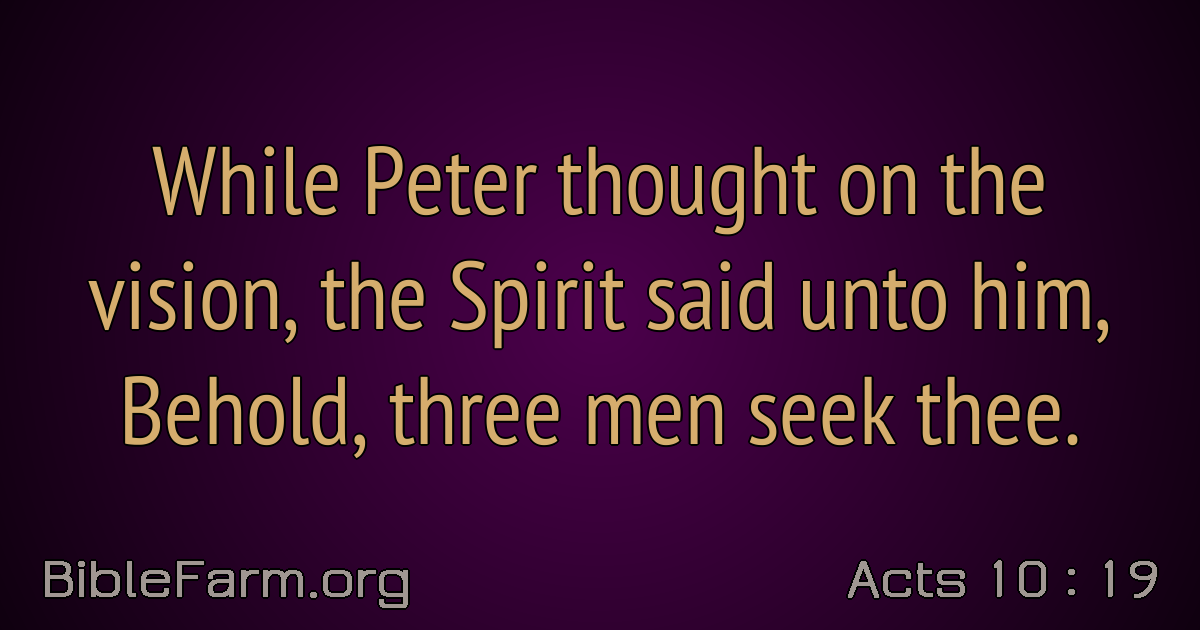 While Peter thought on the
vision, the Spirit said unto him,
Behold, three men seek thee.
BibleFarm.org
Acts 10 : 19